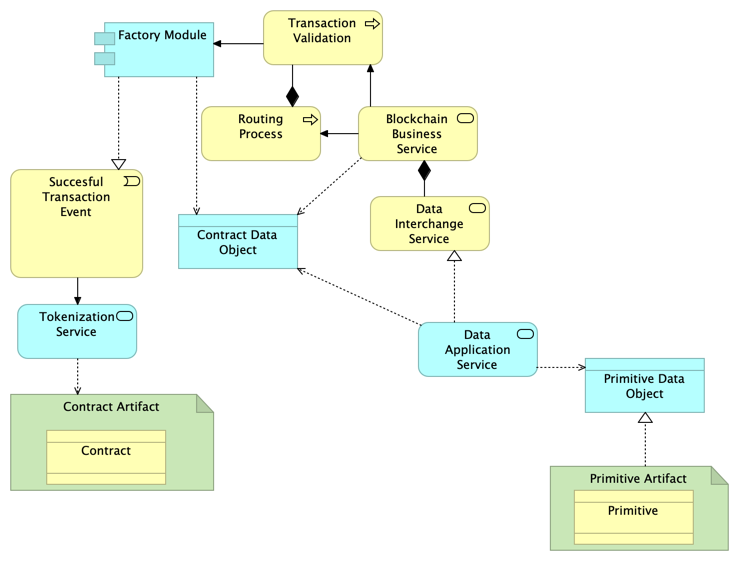 Factory Module
Transaction
Validation
Routing
Process
Blockchain
Business
Service
Succesful
Transaction
Event
Data
Interchange
Service
Contract Data
Object
Tokenization
Service
Data
Application
Service
Primitive Data
Object
Contract Artifact
Contract
Primitive Artifact
Primitive